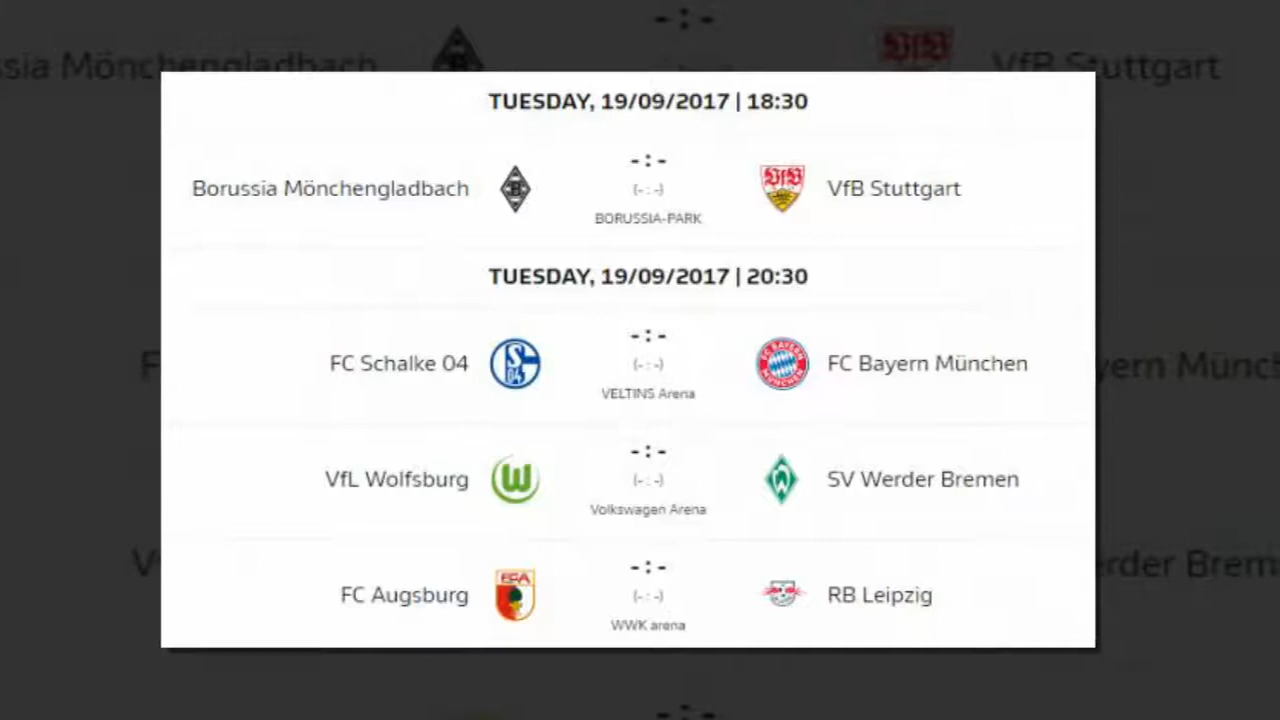 TUESDAY, 19/09/2017 | 18:30
- : -
Borussia Mönchengladbach
(- : -)
VfB Stuttgart
BORUSSIA-PARK
TUESDAY, 19/09/2017 | 20:30
- : -
FC Schalke 04
(- : -)
FC Bayern München
VELTINS Arena
- : -
VfL Wolfsburg
(- : -)
SV Werder Bremen
Volkswagen Arena
- : -
FC Augsburg
FCA
(- : -)
RB Leipzig
WWK arena